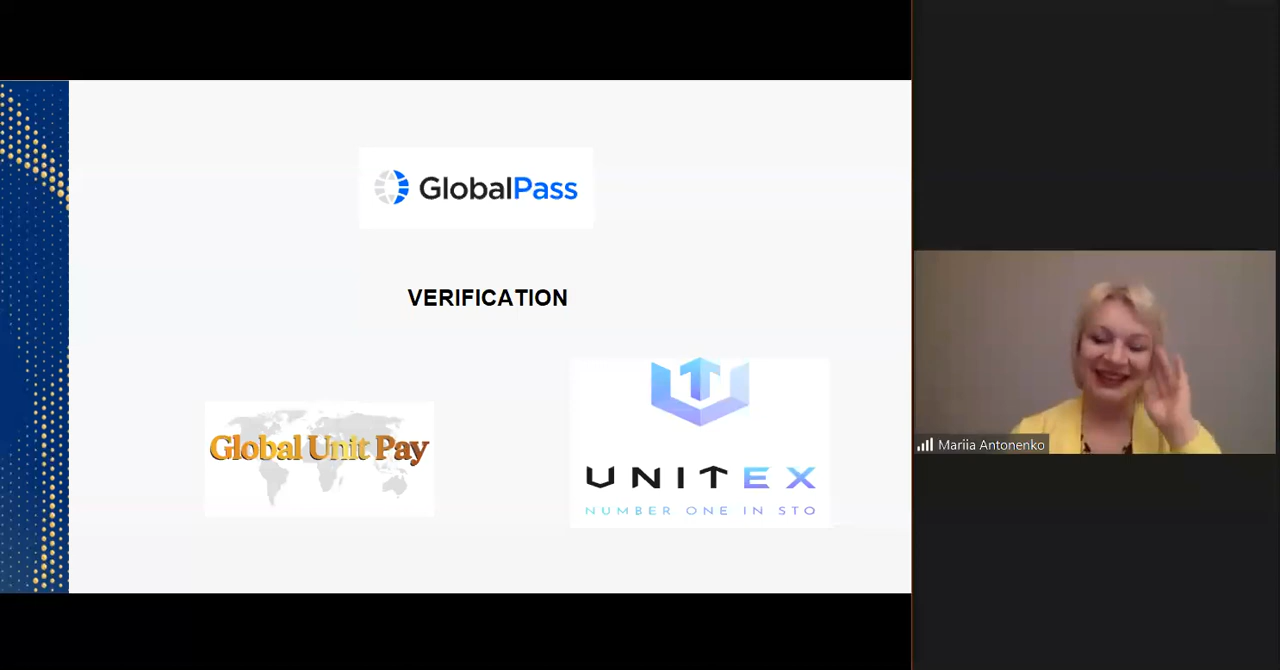 GlobalPass
VERIFICATION
Global Unit Pay
UNITEX
NUMBER ONE IN STO
Mariia Antonenko